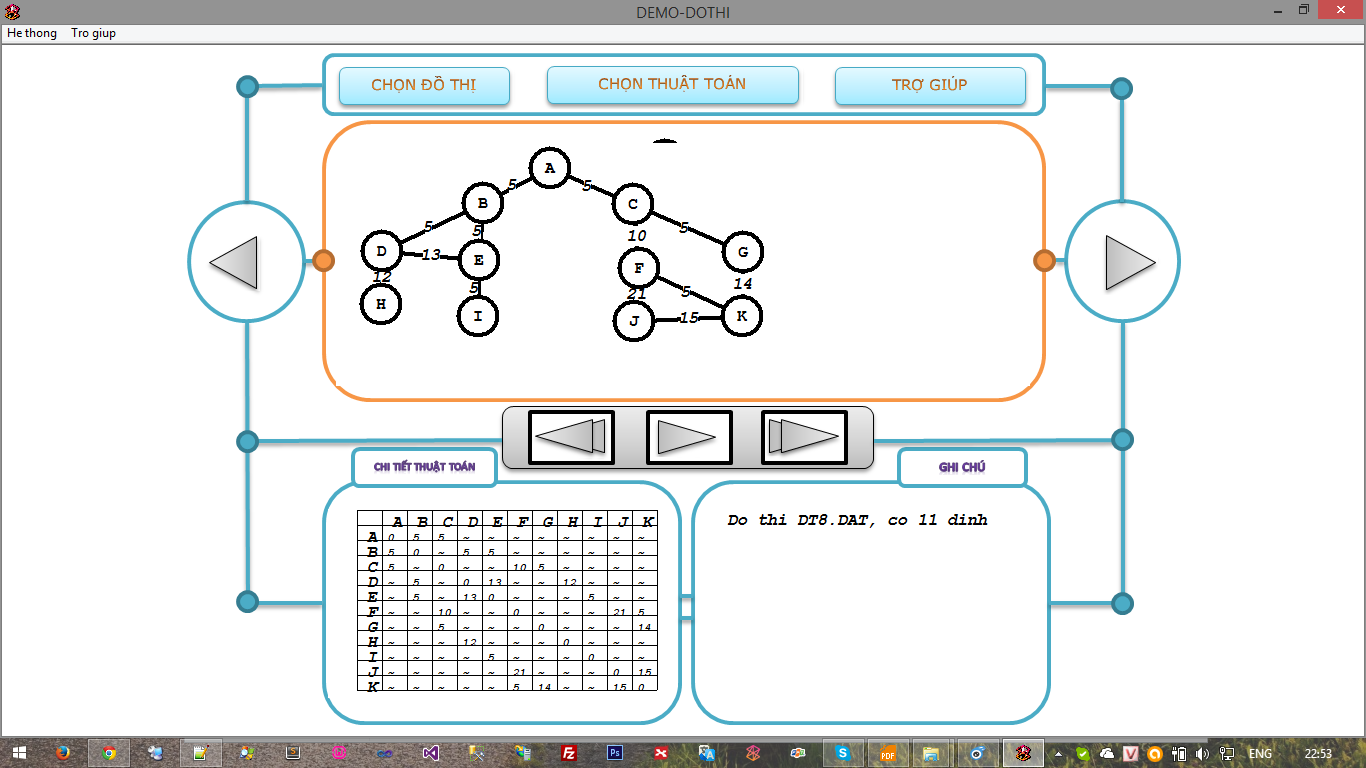 DEMO-DOTHI
He thong Tro giup
CHỌN ĐỒ THỊ CHỌN THUẬT TOÁN TRỢ GIÚP
A
5 5
B C
5 5 10 5
D 13 E F G
12 5 21 5 14
H I J 15 K
CHI TIẾT THUẬT TOÁN GHI CHÚ
Do thi DT8.DAT, co 11 dinh
A B C D E F G H I J K
A 0 5 5 ~ ~ ~ ~ ~ ~ ~ ~
B 5 0 ~ 5 5 ~ ~ ~ ~ ~ ~
C 5 ~ 0 ~ ~ 10 5 ~ ~ ~ ~
D ~ 5 ~ 0 13 ~ ~ 12 ~ ~ ~
E ~ 5 ~ 13 0 ~ ~ ~ 5 ~ ~
F ~ ~ 10 ~ ~ 0 ~ ~ ~ 21 5
G ~ ~ 5 ~ ~ ~ 0 ~ ~ ~ 14
H ~ ~ ~ 12 ~ ~ ~ 0 ~ ~ ~
I ~ ~ ~ ~ 5 ~ ~ ~ 0 ~ ~
J ~ ~ ~ ~ ~ 21 ~ ~ ~ 0 15
K ~ ~ ~ ~ ~ 5 14 ~ ~ 15 0
ENG 22:53